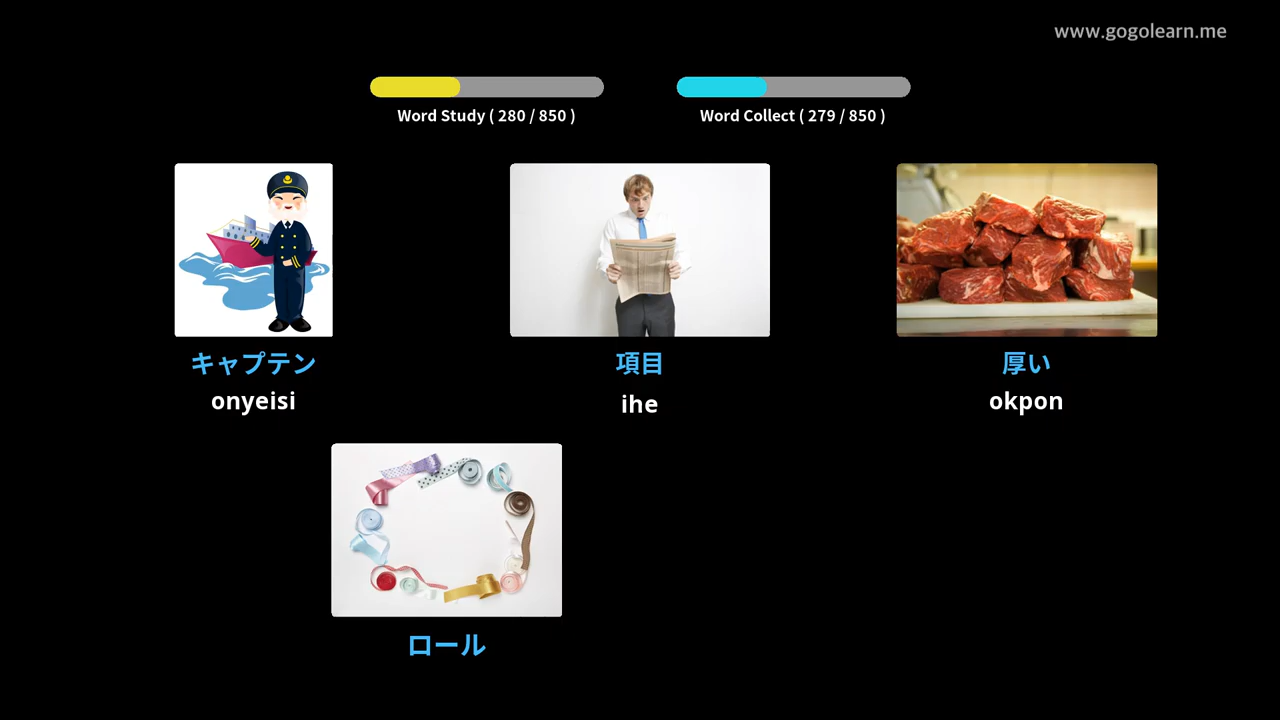 www.gogolearn.me
Word Study ( 280 / 850 )
Word Collect ( 279 / 850 )
キャプテン
onyeisi
項目
ihe
厚い
okpon
ロール